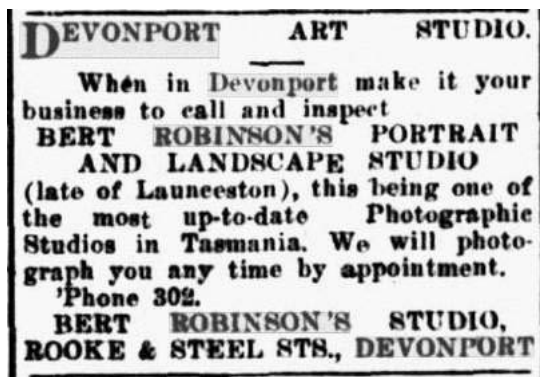 DEVONPORT ART STUDIO.
When in Devonport make it your
business to call and inspect
BERT ROBINSON'S PORTRAIT
AND LANDSCAPE STUDIO
(late of Launceston), this being one of
the most up-to-date Photographic
Studios in Tasmania. We will photo-
graph you any time by appointment.
'Phone 302.
BERT ROBINSON'S STUDIO,
ROOKE & STEEL STS., DEVONPORT